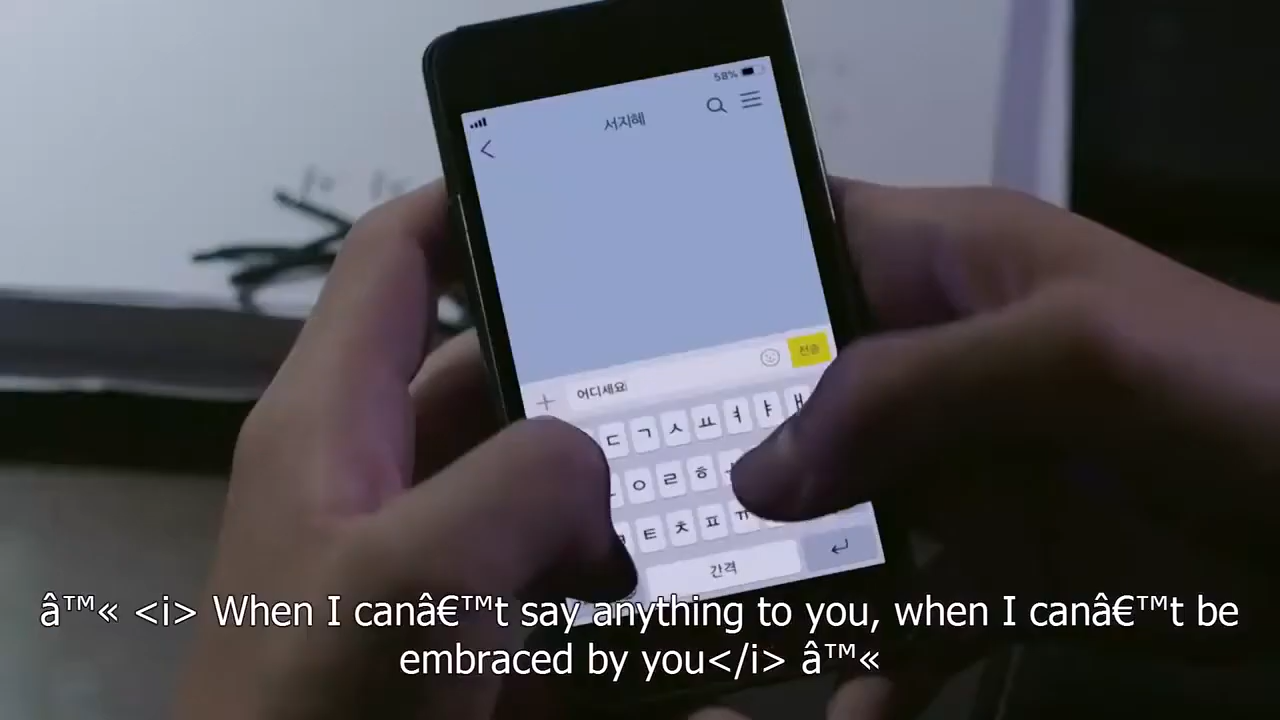 58%
서지혜
어디세요
전송
ㄷ ㄱ ㅅ ㅛ ㅕ ㅑ ㅐ
ㅇ ㄹ ㅎ
ㅌ ㅊ ㅍ ㅠ
간격
â™« <i> When I canâ€™t say anything to you, when I canâ€™t be
embraced by you</i> â™«